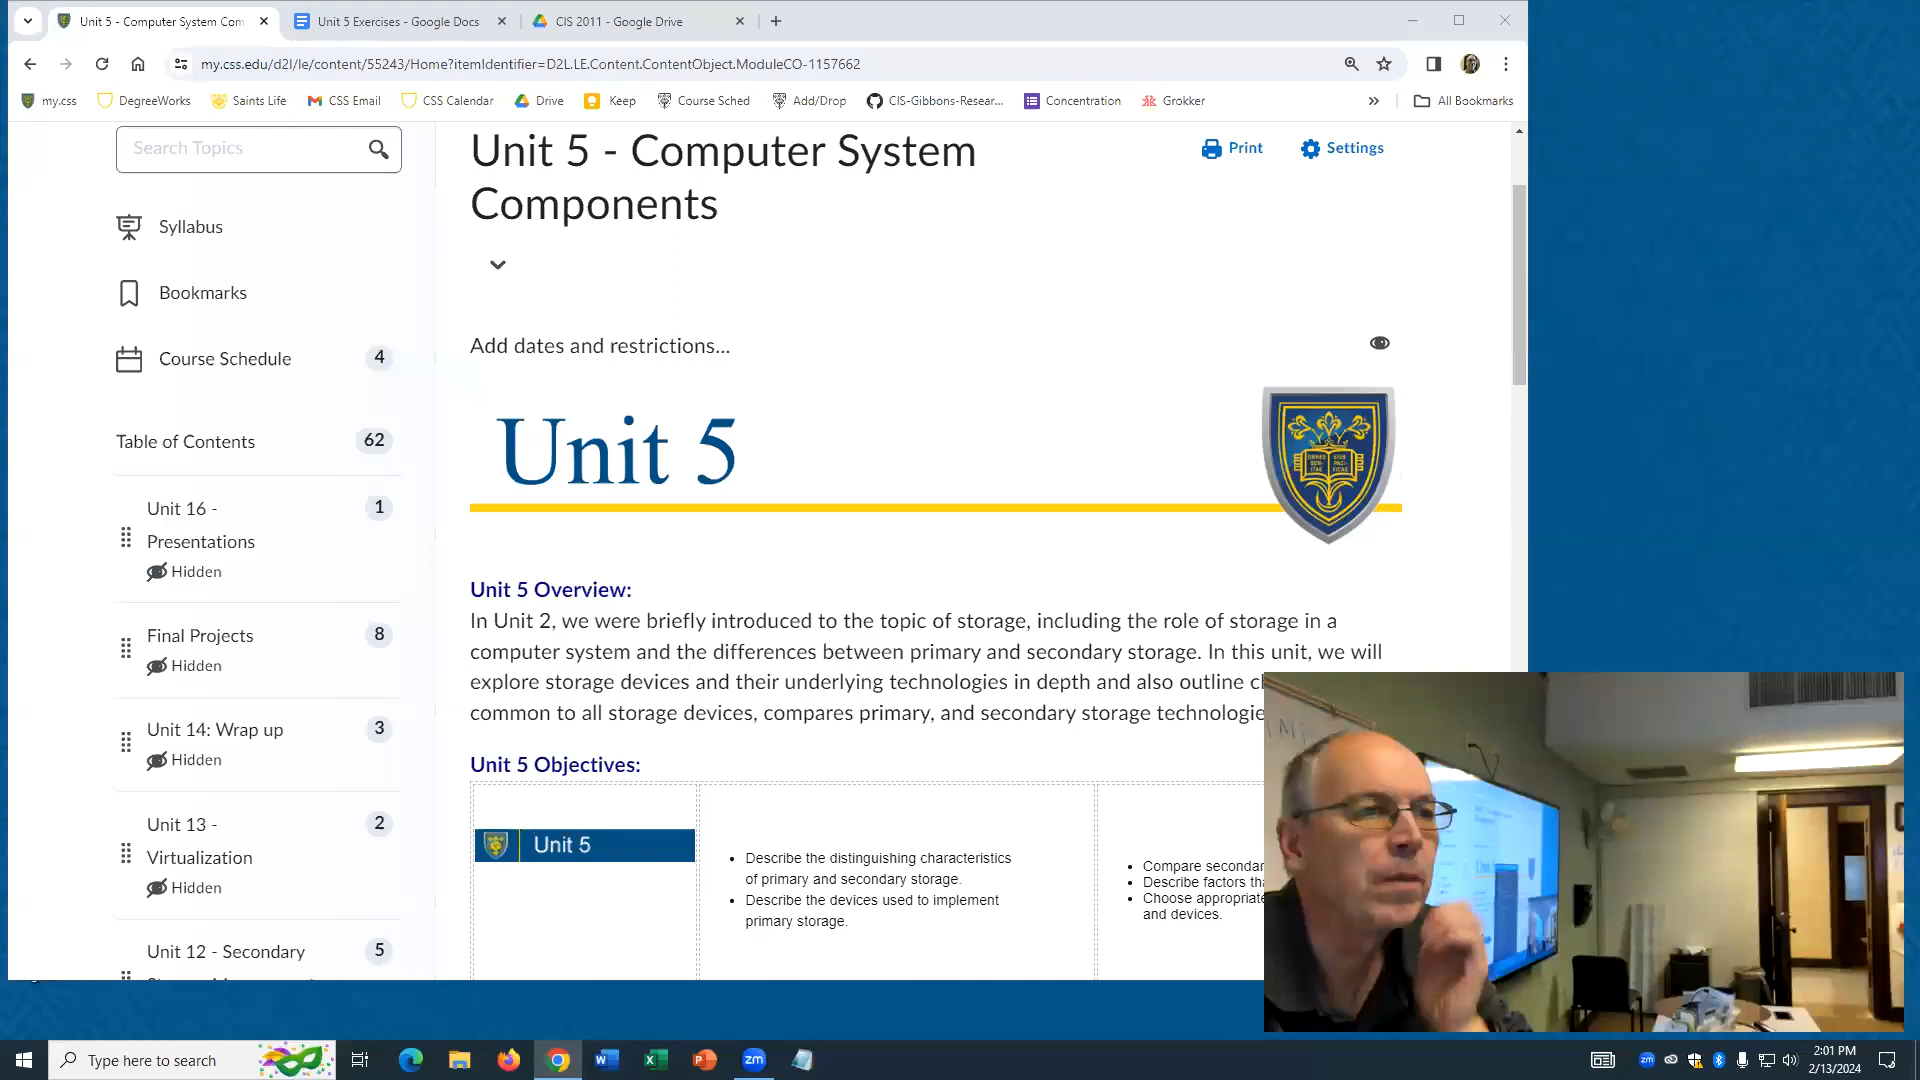 Unit 5 - Computer System Com
Unit 5 Exercises - Google Docs
CIS 2011 - Google Drive
my.css.edu/d2l/le/content/55243/Home?itemIdentifier=D2L.LE.Content.ContentObject.ModuleCO-1157662
my.css
DegreeWorks
Saints Life
CSS Email
CSS Calendar
Drive
Keep
Course Sched
Add/Drop
CIS-Gibbons-Resear...
Concentration
Grokker
All Bookmarks
Search Topics
Syllabus
Bookmarks
Course Schedule 4
Table of Contents 62
Unit 16 - 1
Presentations
Hidden
Final Projects 8
Hidden
Unit 14: Wrap up 3
Hidden
Unit 13 - 2
Virtualization
Hidden
Unit 12 - Secondary 5
Unit 5 - Computer System
Components
Print
Settings
Add dates and restrictions...
Unit 5
Unit 5 Overview:
In Unit 2, we were briefly introduced to the topic of storage, including the role of storage in a
computer system and the differences between primary and secondary storage. In this unit, we will
explore storage devices and their underlying technologies in depth and also outline
common to all storage devices, compares primary, and secondary storage
Unit 5 Objectives:
Unit 5
• Describe the distinguishing characteristics
of primary and secondary storage.
• Describe the devices used to implement
primary storage.
• Compare
• Describe factors
• Choose
and devices.
Type here to search
2:01 PM
2/13/2024